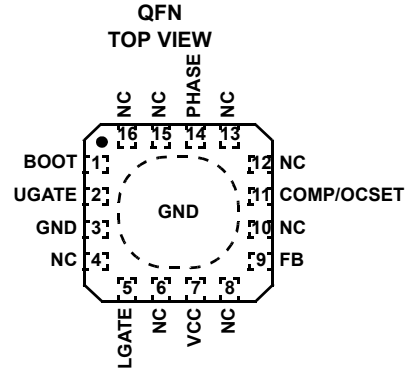 QFN
TOP VIEW
NC
NC
PHASE
NC
16
15
14
13
BOOT 1
12 NC
UGATE 2
11 COMP/OCSET
GND 3
GND
10 NC
NC 4
9 FB
5
6
7
8
LGATE
NC
VCC
NC